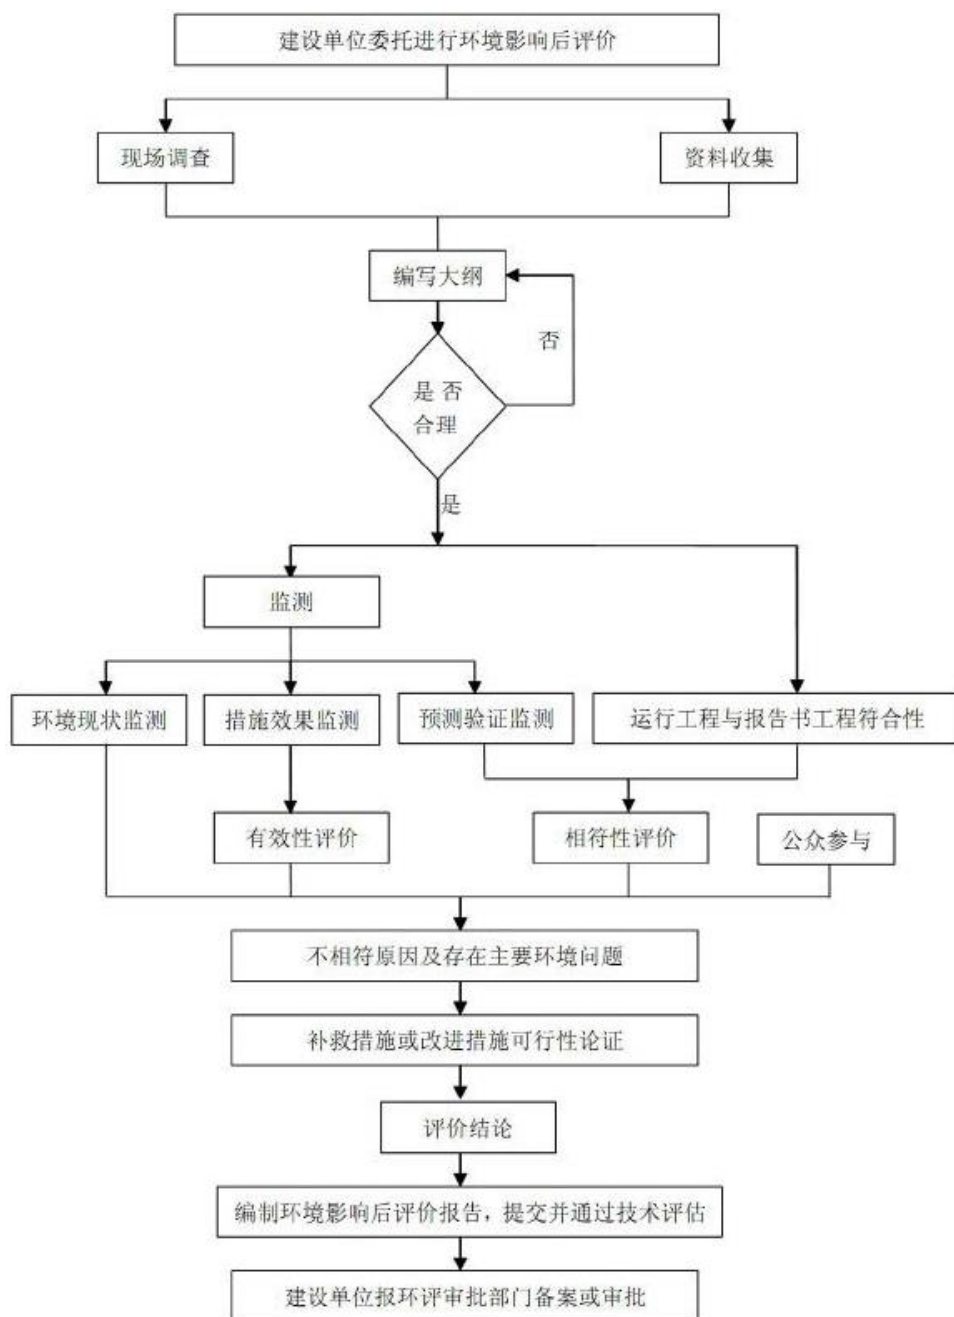 建设单位委托进行环境影响后评价
现场调查
资料收集
编写大纲
否
是 否
合理
是
监测
环境现状监测
措施效果监测
预测验证监测
运行工程与报告书工程符合性
有效性评价
相符性评价
公众参与
不相符原因及存在主要环境问题
补救措施或改进措施可行性论证
评价结论
编制环境影响后评价报告，提交并通过技术评估
建设单位报环评审批部门备案或审批